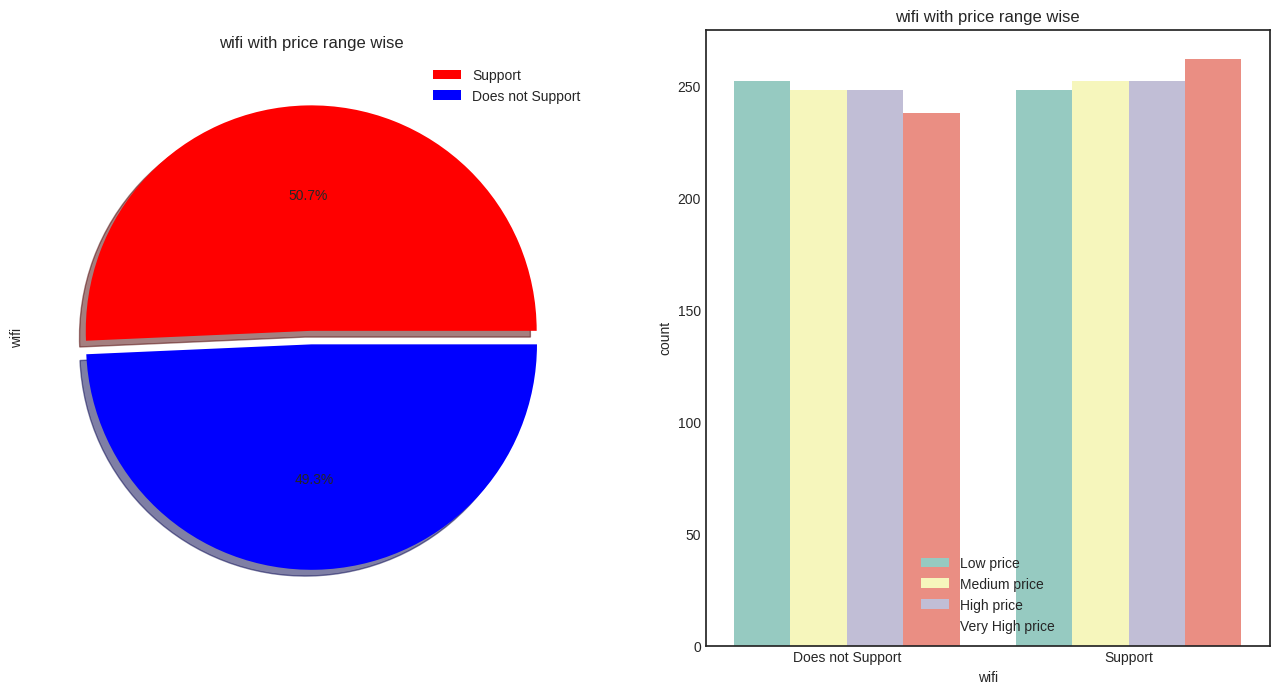 wifi with price range wise
Support
Does not Support
50.7%
49.3%
wifi
wifi with price range wise
250
200
150
100
50
0
count
Low price
Medium price
High price
Very High price
Does not Support
Support
wifi